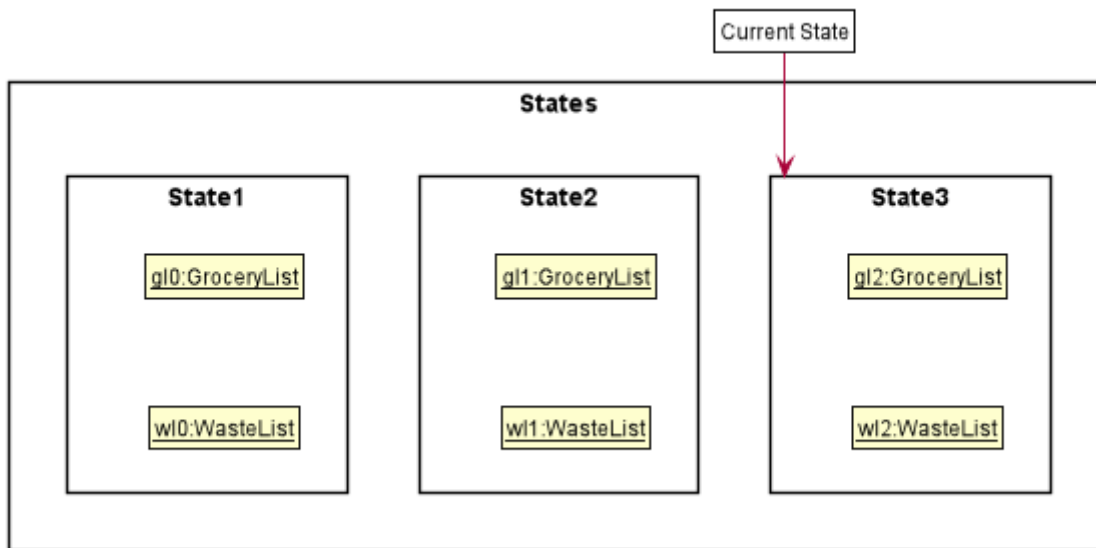 Current State
States
State1
State2
State3
gl0:GroceryList
gl1:GroceryList
gl2:GroceryList
wl0:WasteList
wl1:WasteList
wl2:WasteList